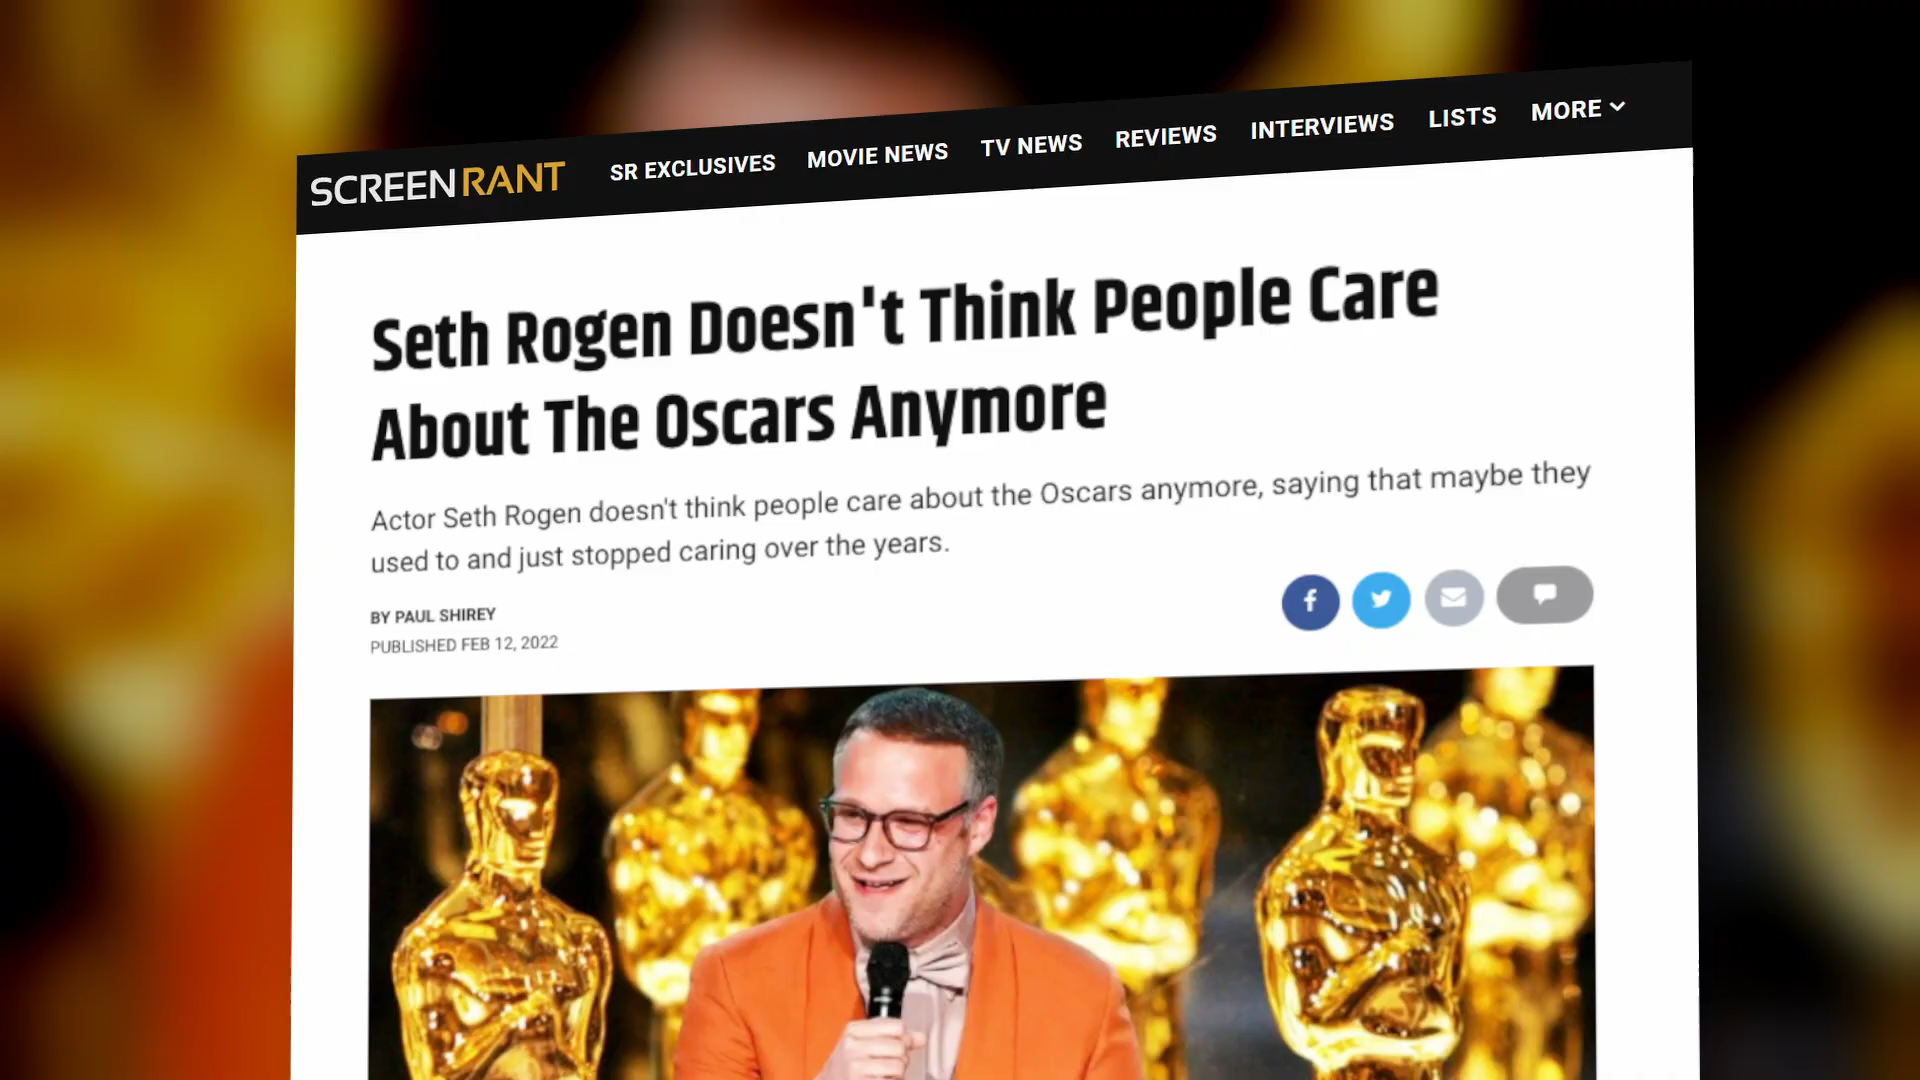 SCREENRANT SR EXCLUSIVES MOVIE NEWS TV NEWS REVIEWS INTERVIEWS LISTS MORE
Seth Rogen Doesn't Think People Care
About The Oscars Anymore
Actor Seth Rogen doesn't think people care about the Oscars anymore, saying that maybe they
used to and just stopped caring over the years.
BY PAUL SHIREY
PUBLISHED FEB 12, 2022